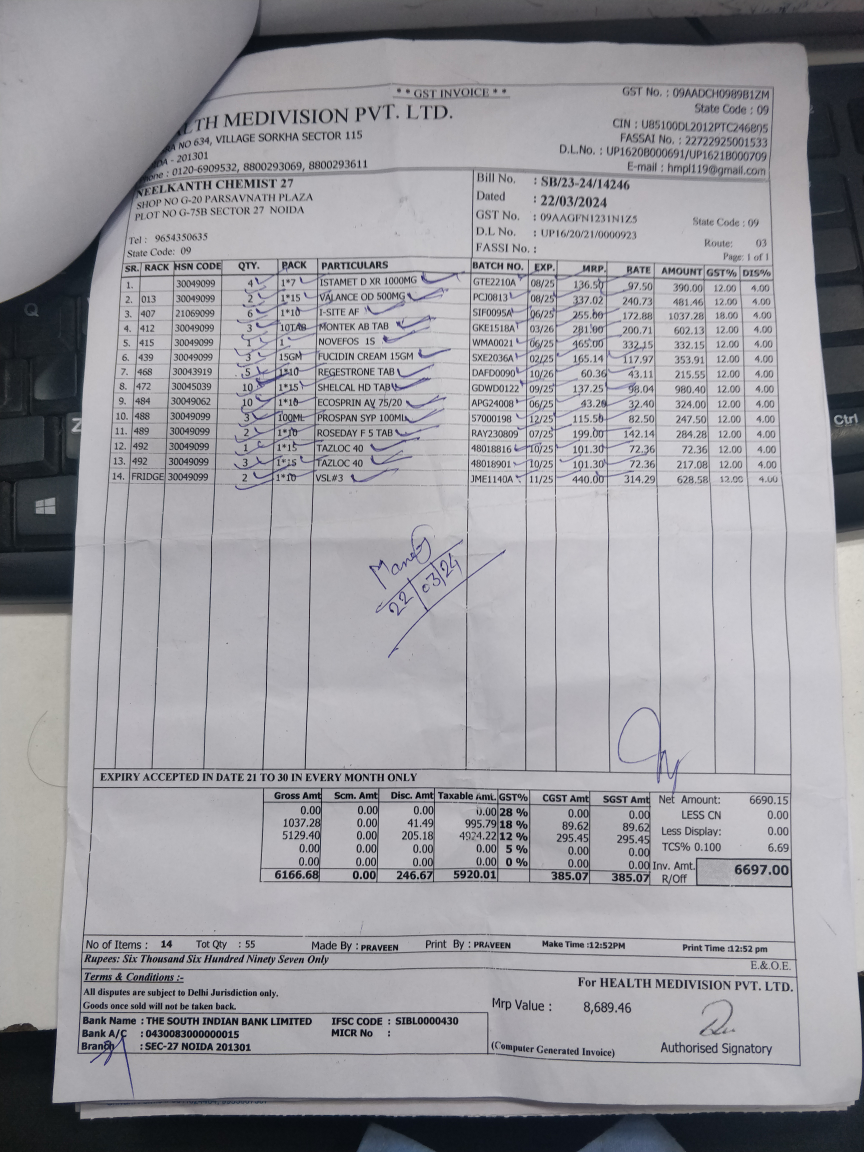 * * GST INVOICE * *
GST No. : 09AADCH0989B1ZM
State Code : 09
LTH MEDIVISION PVT. LTD.
CIN : U85100DL2012PTC246805
NO 634, VILLAGE SORKHA SECTOR 115
FASSAI No. : 22722925001533
- 201301
D.L.No. : UP1620B000691/UP1621B000709
: 0120-6909532, 8800293069, 8800293611
E-mail : hmpl119@gmail.com
NEELKANTH CHEMIST 27
SHOP NO G-20 PARSAVNATH PLAZA
PLOT NO G-75B SECTOR 27 NOIDA
Tel : 9654350635
State Code: 09
Bill No. : SB/23-24/14246
Dated : 22/03/2024
GST No. : 09AAGFN1231N1Z5 State Code : 09
D.L No. : UP16/20/21/0000923
FASSI No. : Route: 03
Page: 1 of 1
SR. RACK HSN CODE QTY. PACK PARTICULARS BATCH NO. EXP. MRP. RATE AMOUNT GST% DIS%
1. 30049099 4 1*7 ISTAMET D XR 1000MG GTE2210A 08/25 136.50 97.50 390.00 12.00 4.00
2. 013 30049099 2 1*15 VALANCE OD 500MG PCJ0813 08/25 337.02 240.73 481.46 12.00 4.00
3. 407 21069099 6 1*10 I-SITE AF SIF0095A 06/25 255.00 172.88 1037.28 18.00 4.00
4. 412 30049099 3 10TAB MONTEK AB TAB GKE1518A 03/26 281.00 200.71 602.13 12.00 4.00
5. 415 30049099 1 1 NOVEFOS 1S WMA0021 06/25 465.00 332.15 332.15 12.00 4.00
6. 439 30049099 3 15GM FUCIDIN CREAM 15GM SXE2036A 02/25 165.14 117.97 353.91 12.00 4.00
7. 468 30043919 5 1*10 REGESTRONE TAB DAFD0090 10/26 60.36 43.11 215.55 12.00 4.00
8. 472 30045039 10 1*15 SHELCAL HD TAB GDWD0122 09/25 137.25 98.04 980.40 12.00 4.00
9. 484 30049062 10 1*10 ECOSPRIN AV 75/20 APG24008 06/25 43.20 32.40 324.00 12.00 4.00
10. 488 30049099 3 100ML PROSPAN SYP 100ML 57000198 12/25 115.50 82.50 247.50 12.00 4.00
11. 489 30049099 2 1*10 ROSEDAY F 5 TAB RAY230809 07/25 199.00 142.14 284.28 12.00 4.00
12. 492 30049099 1 1*15 TAZLOC 40 48018816 10/25 101.30 72.36 72.36 12.00 4.00
13. 492 30049099 3 1*15 TAZLOC 40 48018901 10/25 101.30 72.36 217.08 12.00 4.00
14. FRIDGE 30049099 2 1*10 VSL#3 JME1140A 11/25 440.00 314.29 628.58 12.00 4.00
22/03/24
EXPIRY ACCEPTED IN DATE 21 TO 30 IN EVERY MONTH ONLY
Gross Amt Scm. Amt Disc. Amt Taxable Amt. GST% CGST Amt SGST Amt
0.00 0.00 0.00 0.00 28 % 0.00 0.00
1037.28 0.00 41.49 995.79 18 % 89.62 89.62
5129.40 0.00 205.18 4924.22 12 % 295.45 295.45
0.00 0.00 0.00 0.00 5 % 0.00 0.00
0.00 0.00 0.00 0.00 0 % 0.00 0.00
6166.68 0.00 246.67 5920.01 385.07 385.07
Net Amount: 6690.15
LESS CN 0.00
Less Display: 0.00
TCS% 0.100 6.69
Inv. Amt. 6697.00
R/Off
No of Items : 14 Tot Qty : 55 Made By : PRAVEEN Print By : PRAVEEN Make Time :12:52PM Print Time :12:52 pm
Rupees: Six Thousand Six Hundred Ninety Seven Only E.& O.E.
Terms & Conditions :-
All disputes are subject to Delhi Jurisdiction only.
Goods once sold will not be taken back.
For HEALTH MEDIVISION PVT. LTD.
Mrp Value : 8,689.46
Bank Name : THE SOUTH INDIAN BANK LIMITED IFSC CODE : SIBL0000430
Bank A/C : 0430083000000015 MICR No :
Branch : SEC-27 NOIDA 201301
(Computer Generated Invoice)
Authorised Signatory